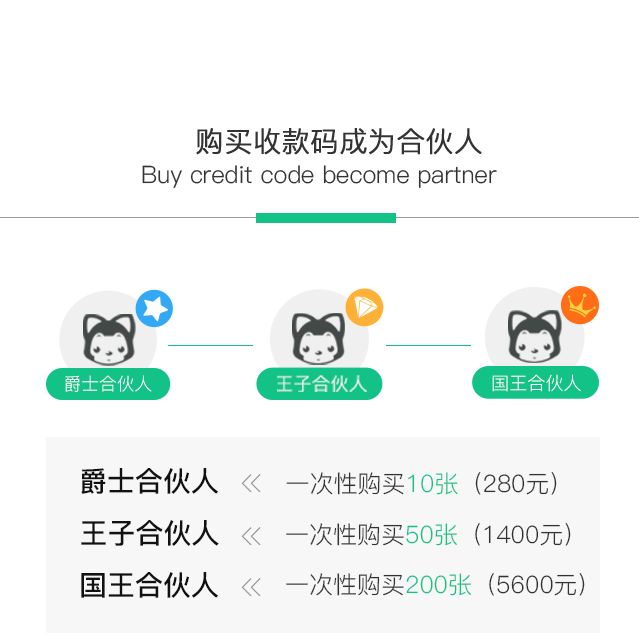 购买收款码成为合伙人
Buy credit code become partner
爵士合伙人 王子合伙人 国王合伙人
爵士合伙人 << 一次性购买10张（280元）
王子合伙人 << 一次性购买50张（1400元）
国王合伙人 << 一次性购买200张（5600元）